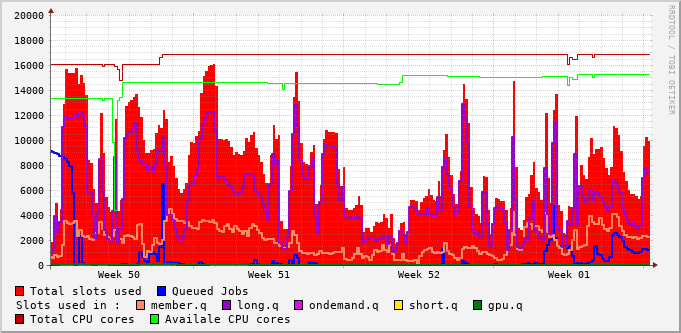 20000
18000
16000
14000
12000
10000
8000
6000
4000
2000
0
Week 50 Week 51 Week 52 Week 01
RRDTOOL / TOBI OETIKER
Total slots used Queued Jobs
Slots used in : member.q long.q ondemand.q short.q gpu.q
Total CPU cores Availale CPU cores